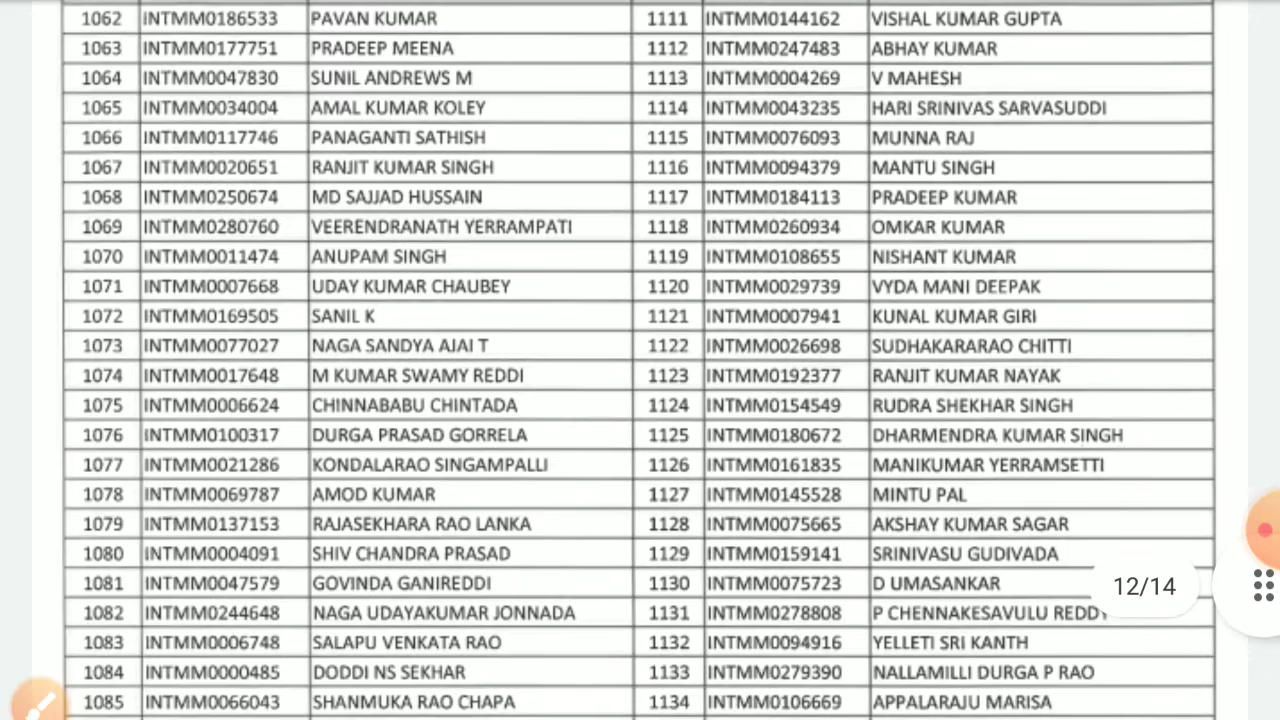 1062 INTMM0186533 PAVAN KUMAR 1111 INTMM0144162 VISHAL KUMAR GUPTA
1063 INTMM0177751 PRADEEP MEENA 1112 INTMM0247483 ABHAY KUMAR
1064 INTMM0047830 SUNIL ANDREWS M 1113 INTMM0004269 V MAHESH
1065 INTMM0034004 AMAL KUMAR KOLEY 1114 INTMM0043235 HARI SRINIVAS SARVASUDDI
1066 INTMM0117746 PANAGANTI SATHISH 1115 INTMM0076093 MUNNA RAJ
1067 INTMM0020651 RANJIT KUMAR SINGH 1116 INTMM0094379 MANTU SINGH
1068 INTMM0250674 MD SAJJAD HUSSAIN 1117 INTMM0184113 PRADEEP KUMAR
1069 INTMM0280760 VEERENDRANATH YERRAMPATI 1118 INTMM0260934 OMKAR KUMAR
1070 INTMM0011474 ANUPAM SINGH 1119 INTMM0108655 NISHANT KUMAR
1071 INTMM0007668 UDAY KUMAR CHAUBEY 1120 INTMM0029739 VYDA MANI DEEPAK
1072 INTMM0169505 SANIL K 1121 INTMM0007941 KUNAL KUMAR GIRI
1073 INTMM0077027 NAGA SANDYA AJAI T 1122 INTMM0026698 SUDHAKARARAO CHITTI
1074 INTMM0017648 M KUMAR SWAMY REDDI 1123 INTMM0192377 RANJIT KUMAR NAYAK
1075 INTMM0006624 CHINNABABU CHINTADA 1124 INTMM0154549 RUDRA SHEKHAR SINGH
1076 INTMM0100317 DURGA PRASAD GORRELA 1125 INTMM0180672 DHARMENDRA KUMAR SINGH
1077 INTMM0021286 KONDALARAO SINGAMPALLI 1126 INTMM0161835 MANIKUMAR YERRAMSETTI
1078 INTMM0069787 AMOD KUMAR 1127 INTMM0145528 MINTU PAL
1079 INTMM0137153 RAJASEKHARA RAO LANKA 1128 INTMM0075665 AKSHAY KUMAR SAGAR
1080 INTMM0004091 SHIV CHANDRA PRASAD 1129 INTMM0159141 SRINIVASU GUDIVADA
1081 INTMM0047579 GOVINDA GANIREDDI 1130 INTMM0075723 D UMASANKAR
12/14
1082 INTMM0244648 NAGA UDAYAKUMAR JONNADA 1131 INTMM0278808 P CHENNAKESAVULU REDDY
1083 INTMM0006748 SALAPU VENKATA RAO 1132 INTMM0094916 YELLETI SRI KANTH
1084 INTMM0000485 DODDI NS SEKHAR 1133 INTMM0279390 NALLAMILLI DURGA P RAO
1085 INTMM0066043 SHANMUKA RAO CHAPA 1134 INTMM0106669 APPALARAJU MARISA